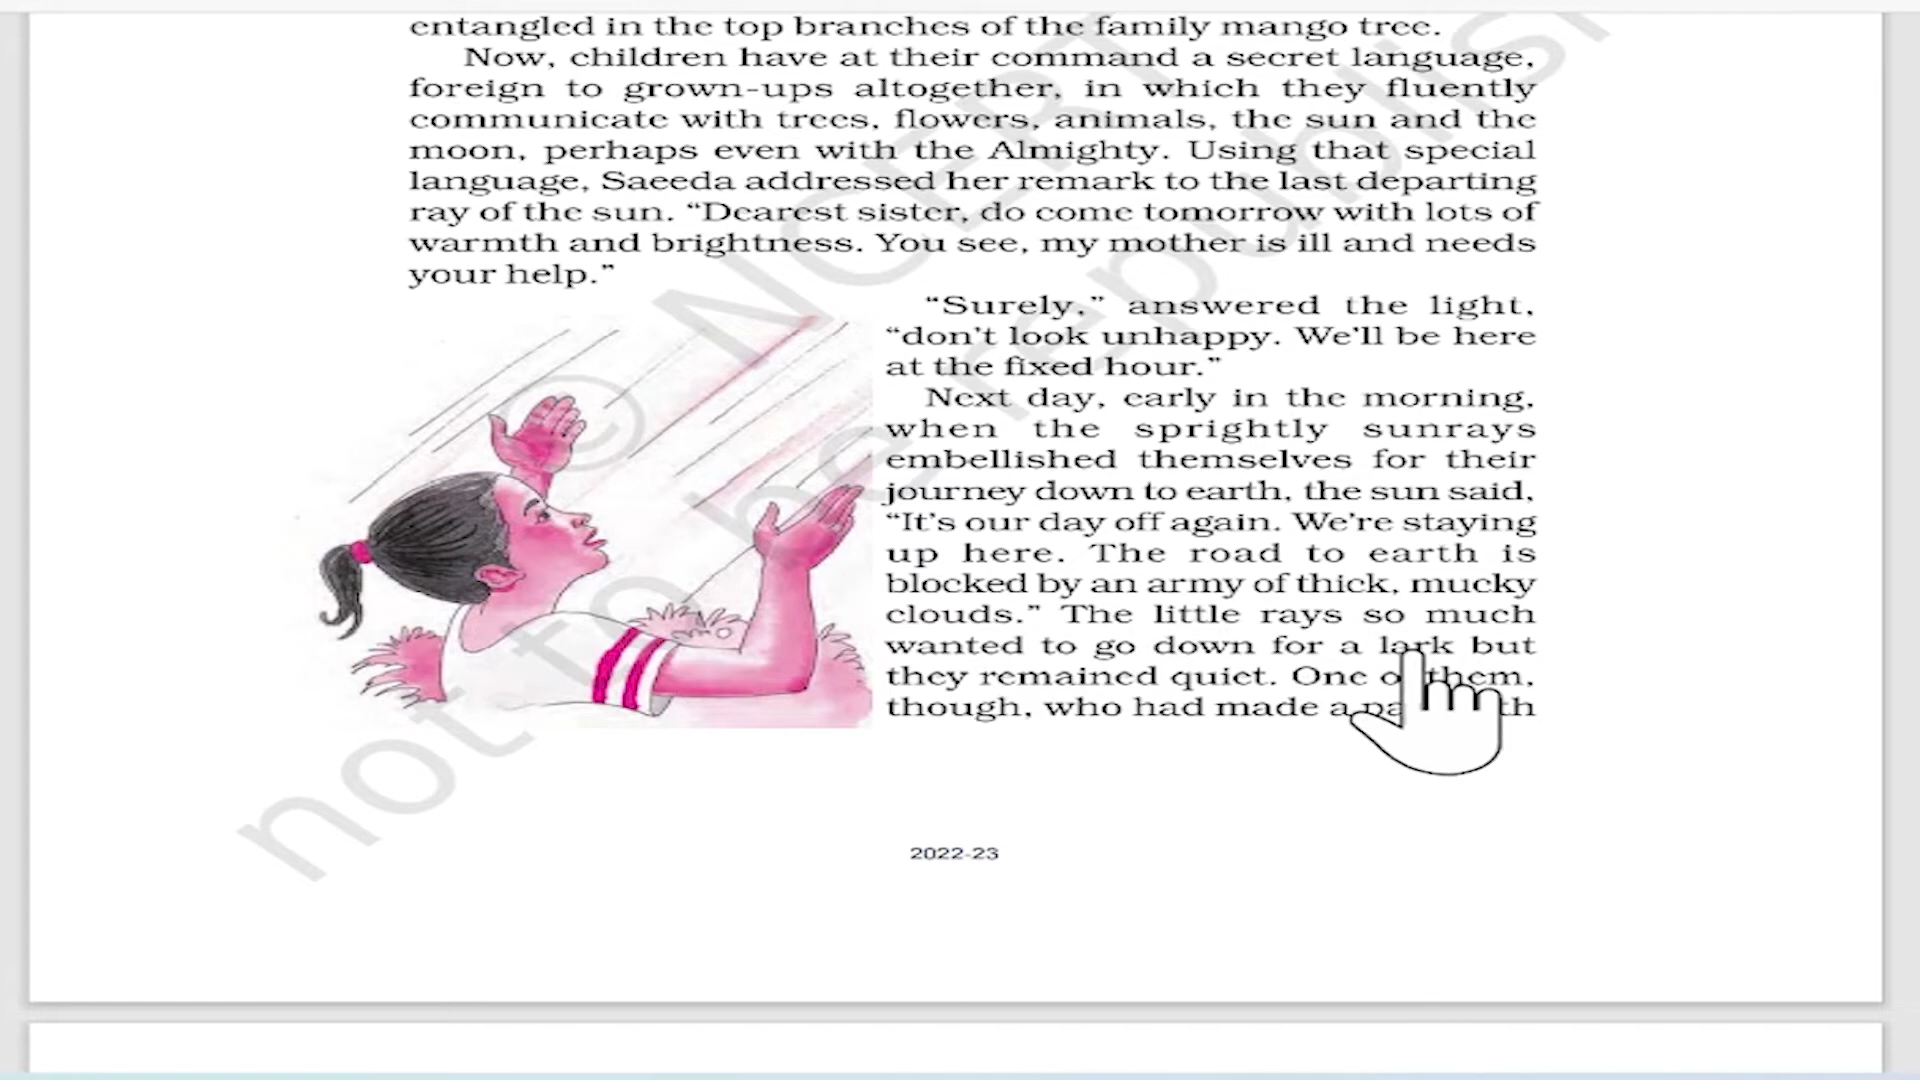 entangled in the top branches of the family mango tree.
Now, children have at their command a secret language,
foreign to grown-ups altogether, in which they fluently
communicate with trees, flowers, animals, the sun and the
moon, perhaps even with the Almighty. Using that special
language, Saeeda addressed her remark to the last departing
ray of the sun. “Dearest sister, do come tomorrow with lots of
warmth and brightness. You see, my mother is ill and needs
your help.”
“Surely,” answered the light,
“don’t look unhappy. We’ll be here
at the fixed hour.”
Next day, early in the morning,
when the sprightly sunrays
embellished themselves for their
journey down to earth, the sun said,
“It’s our day off again. We’re staying
up here. The road to earth is
blocked by an army of thick, mucky
clouds.” The little rays so much
wanted to go down for a lark but
they remained quiet. One them,
though, who had made a
© NCERT
not to be republis
2022-23